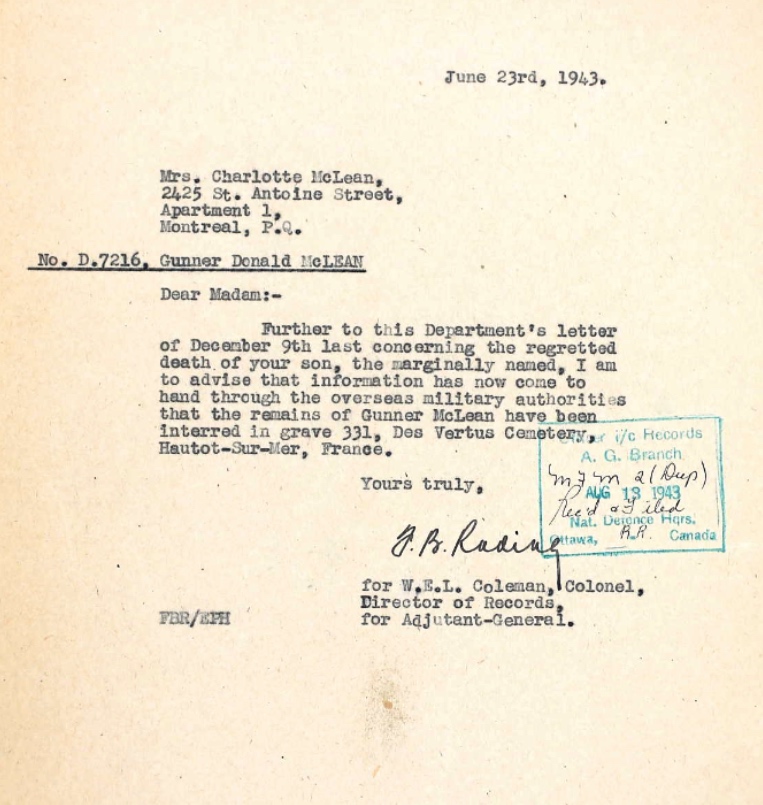 June 23rd, 1943.
Mrs. Charlotte McLean,
2425 St. Antoine Street,
Apartment 1,
Montreal, P.Q.
No. D.7216, Gunner Donald McLEAN
Dear Madam:-
Further to this Department's letter
of December 9th last concerning the regretted
death of your son, the marginally named, I am
to advise that information has now come to
hand through the overseas military authorities
that the remains of Gunner McLean have been
interred in grave 331, Des Vertus Cemetery,
Hautot-Sur-Mer, France.
i/c Records
A. G. Branch
(Dup)
AUG 13 1943
Rec'd & Filed
Nat. Defence Hqrs.
Ottawa, R.R. Canada
Yours truly,
F.B. Rading
for W.E.L. Coleman, Colonel,
Director of Records,
for Adjutant-General.
FBR/EPH